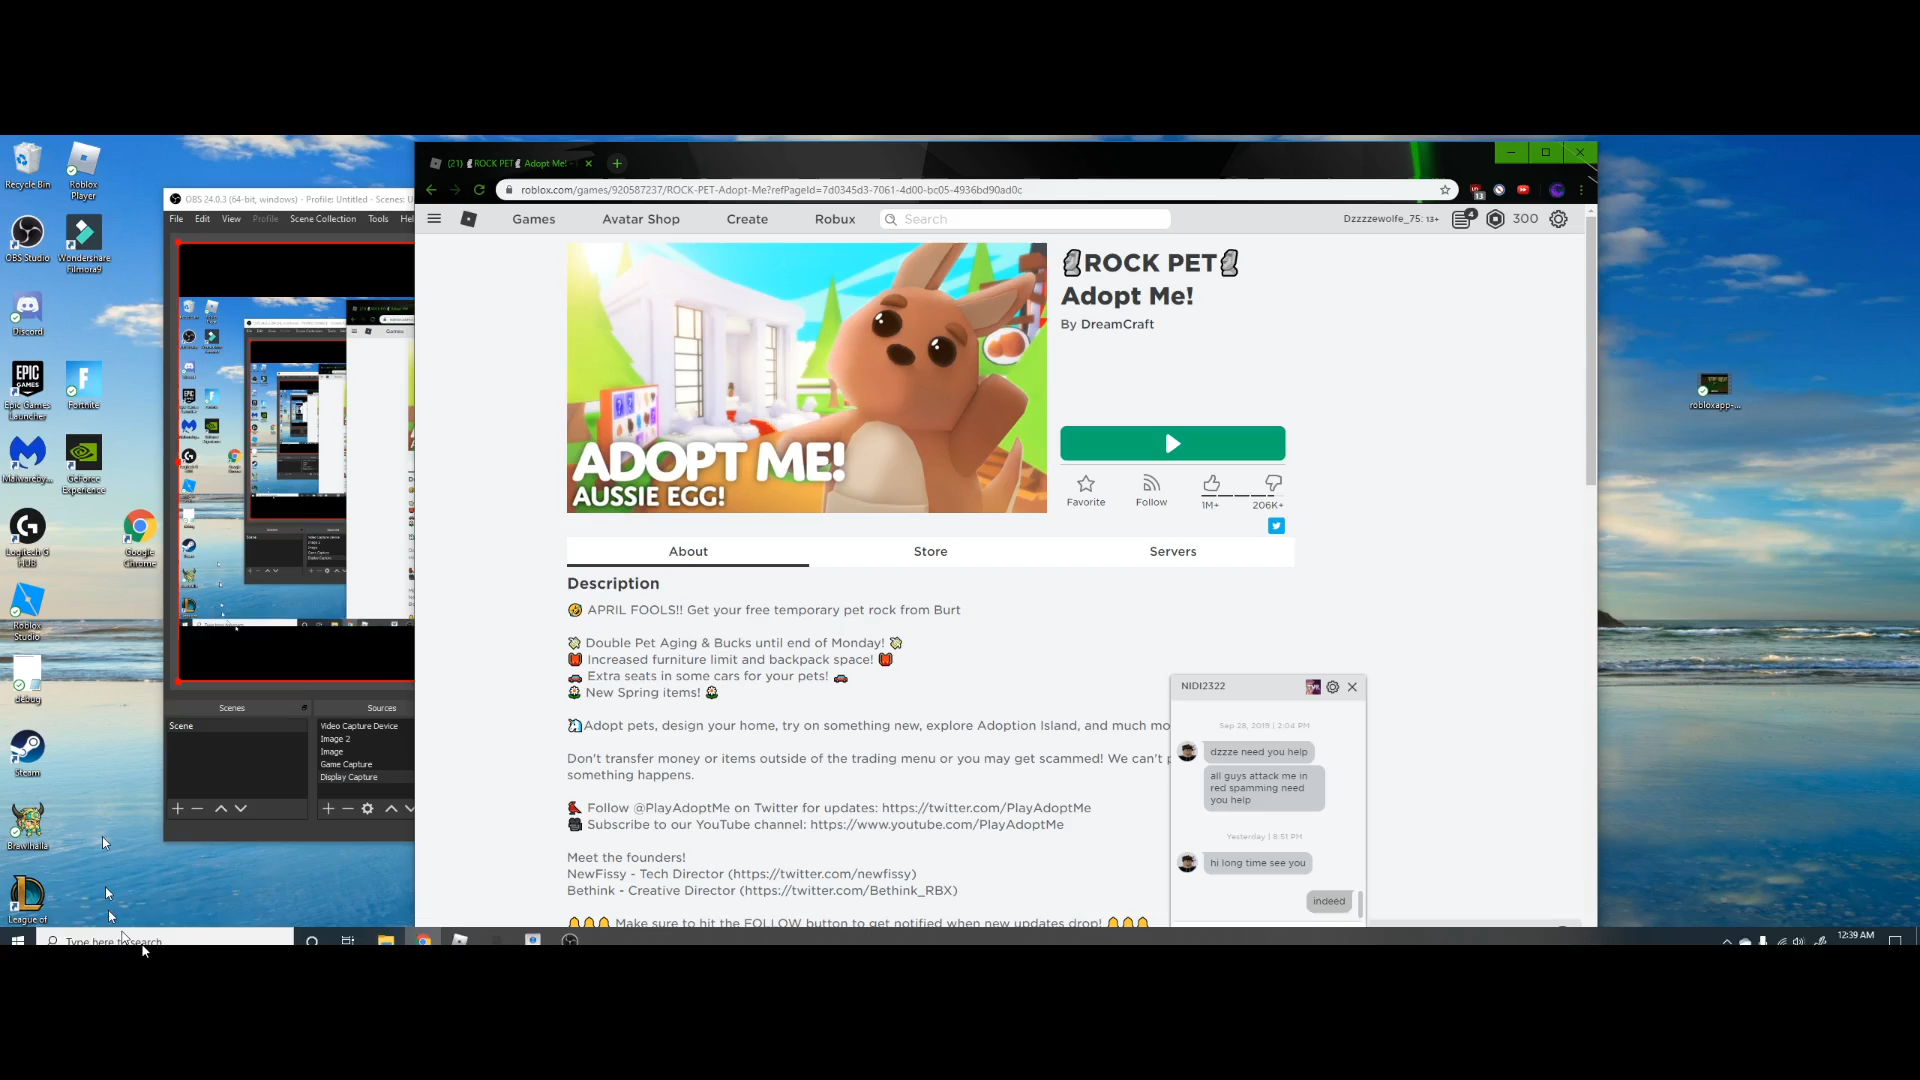 Recycle Bin
Roblox
Player
OBS Studio
Wondershare
Filmora9
Discord
Epic Games
Launcher
Fortnite
Malwareby...
GeForce
Experience
Logitech G
HUB
Google
Chrome
Roblox
Studio
debug
Steam
Brawlhalla
League of
Type here to search
OBS 24.0.3 (64-bit, windows) - Profile: Untitled - Scenes: U
File Edit View Profile Scene Collection Tools Hel
Scenes
Sources
Scene
Video Capture Device
Image 2
Image
Game Capture
Display Capture
(21) ROCK PET Adopt Me! -
roblox.com/games/920587237/ROCK-PET-Adopt-Me?refPageId=7d0345d3-7061-4d00-bc05-4936bd90ad0c
13
Games Avatar Shop Create Robux Search
Dzzzzewolfe_75: 13+
4
300
ADOPT ME!
AUSSIE EGG!
🗿ROCK PET🗿
Adopt Me!
By DreamCraft
Favorite Follow 1M+ 206K+
About Store Servers
Description
🤣 APRIL FOOLS!! Get your free temporary pet rock from Burt
Double Pet Aging & Bucks until end of Monday!
🎒 Increased furniture limit and backpack space! 🎒
🚗 Extra seats in some cars for your pets! 🚗
New Spring items!
Adopt pets, design your home, try on something new, explore Adoption Island, and much mo
Don't transfer money or items outside of the trading menu or you may get scammed! We can't
something happens.
Follow @PlayAdoptMe on Twitter for updates: https://twitter.com/PlayAdoptMe
🎥 Subscribe to our YouTube channel: https://www.youtube.com/PlayAdoptMe
Meet the founders!
NewFissy - Tech Director (https://twitter.com/newfissy)
Bethink - Creative Director (https://twitter.com/Bethink_RBX)
🔔🔔🔔 Make sure to hit the FOLLOW button to get notified when new updates drop! 🔔🔔🔔
NIDI2322
Sep 28, 2019 | 2:04 PM
dzzze need you help
all guys attack me in
red spamming need
you help
Yesterday | 8:51 PM
hi long time see you
indeed
robloxapp-...
12:39 AM